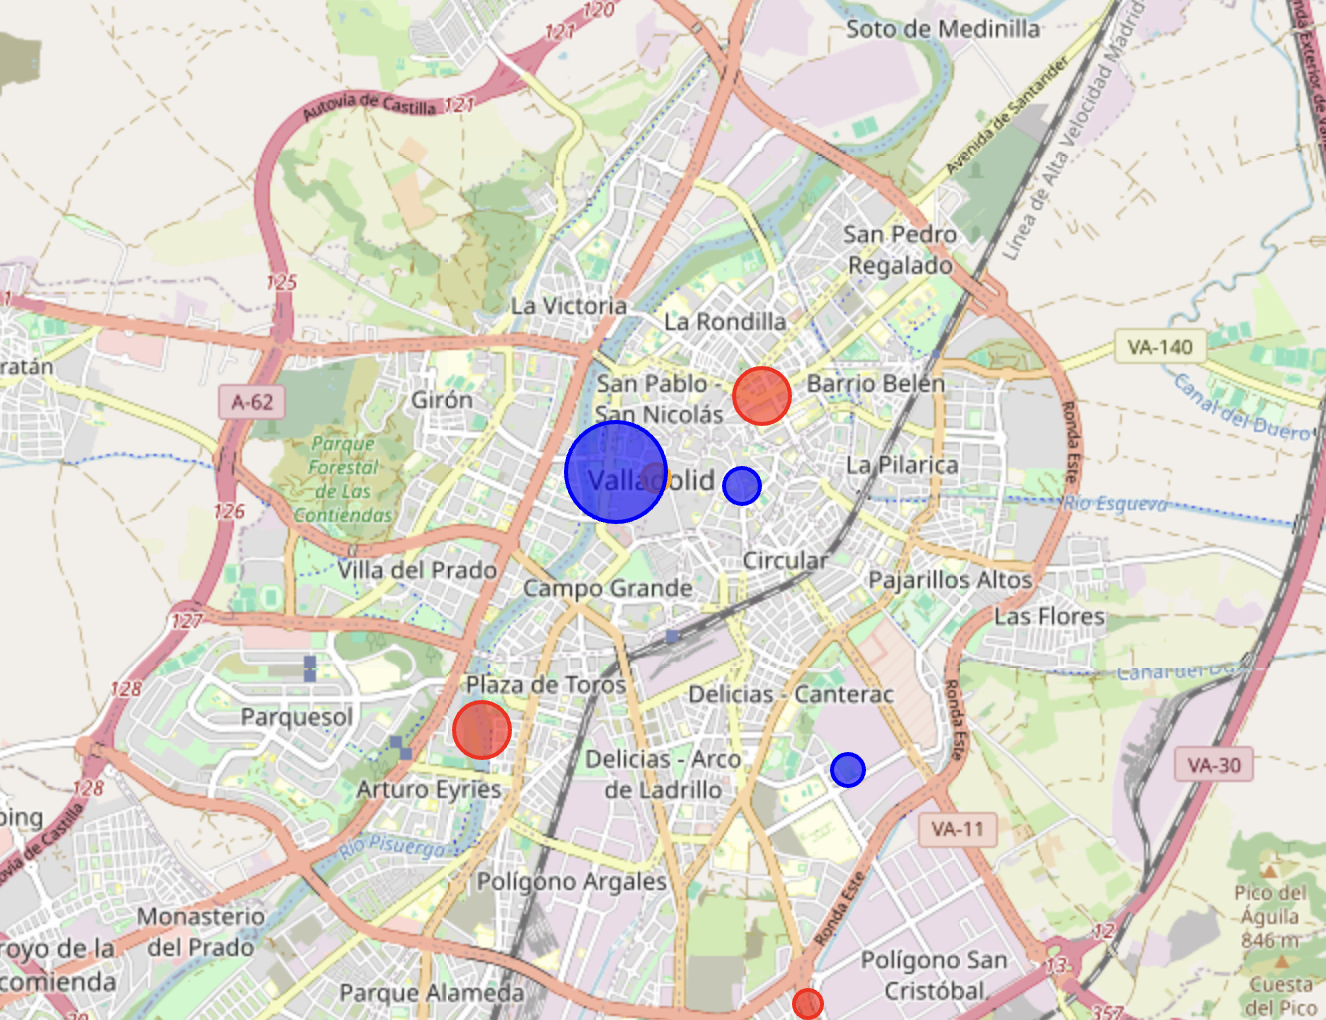 120
121
Soto de Medinilla
Autovía de Castilla
121
Avenida de Santander
Línea de Alta Velocidad Madrid
San Pedro
Regalado
125
1
La Victoria
La Rondilla
VA-140
ratán
A-62
Girón
San Pablo -
San Nicolás
Barrio Belén
Canal del Duero
Ronda Este
Parque
Forestal
de Las
Contiendas
Valladolid
La Pilarica
Río Esgueva
126
Circular
Villa del Prado
Campo Grande
Pajarillos Altos
127
Las Flores
128
Plaza de Toros
Delicias - Canterac
Parquesol
Ronda Este
Delicias - Arco
de Ladrillo
VA-30
128
Arturo Eyries
ping
VA-11
Río Pisuerga
Polígono Argales
Ronda Este
Pico del
Águila
846 m
Monasterio
del Prado
royo de la
comienda
12
Polígono San
Cristóbal
13
Parque Alameda
Cuesta
del Pico
357